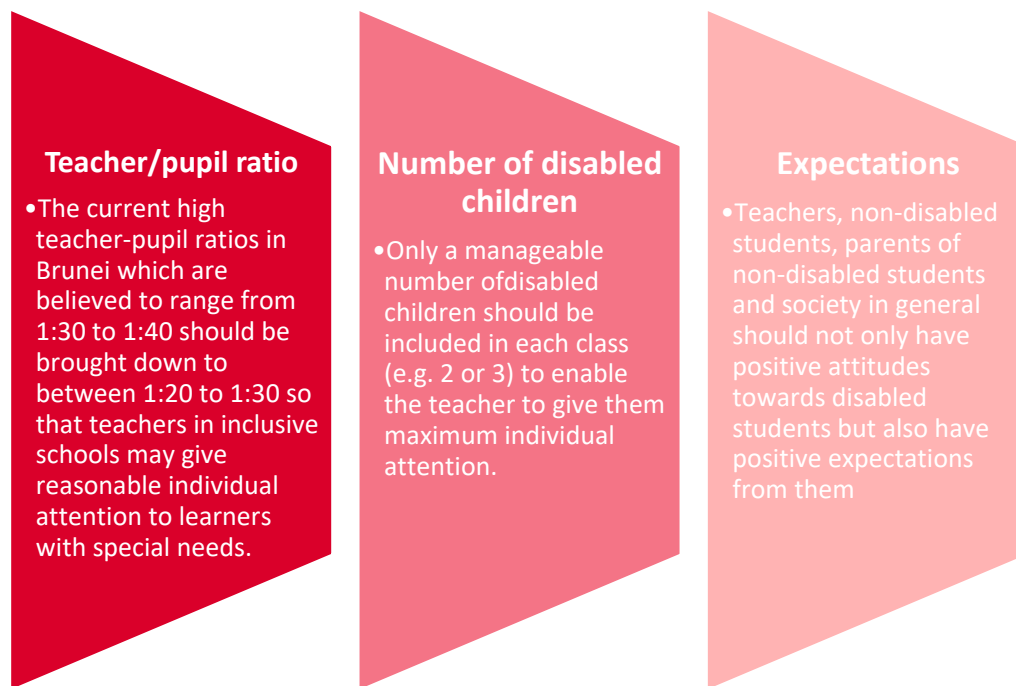 Teacher/pupil ratio
•The current high
teacher-pupil ratios in
Brunei which are
believed to range from
1:30 to 1:40 should be
brought down to
between 1:20 to 1:30 so
that teachers in inclusive
schools may give
reasonable individual
attention to learners
with special needs.
Number of disabled
children
•Only a manageable
number ofdisabled
children should be
included in each class
(e.g. 2 or 3) to enable
the teacher to give them
maximum individual
attention.
Expectations
•Teachers, non-disabled
students, parents of
non-disabled students
and society in general
should not only have
positive attitudes
towards disabled
students but also have
positive expectations
from them